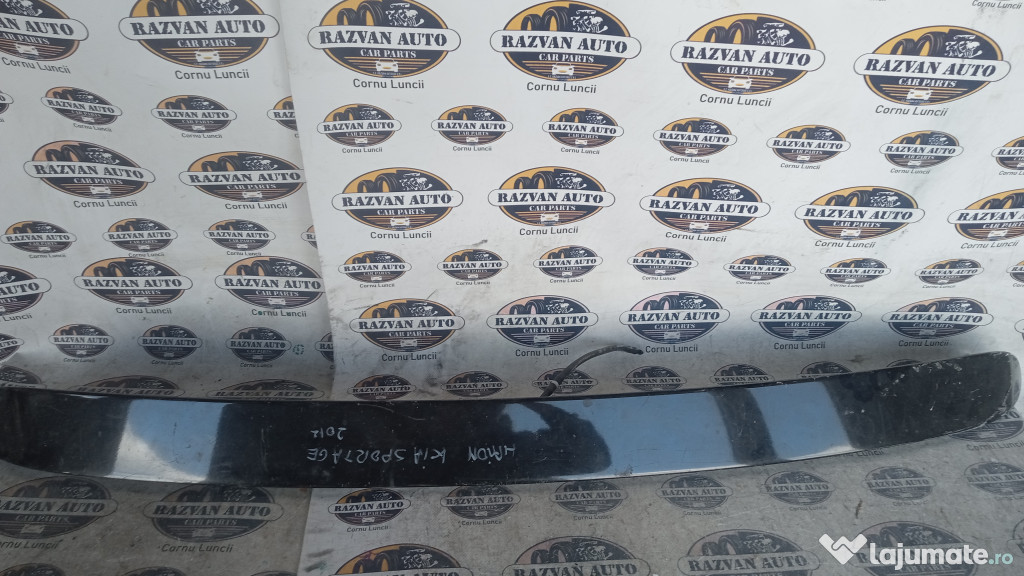 RAZVAN AUTO
CAR PARTS
Cornu Luncii
HAION KIA SPORTAGE
2012
lajumate.ro